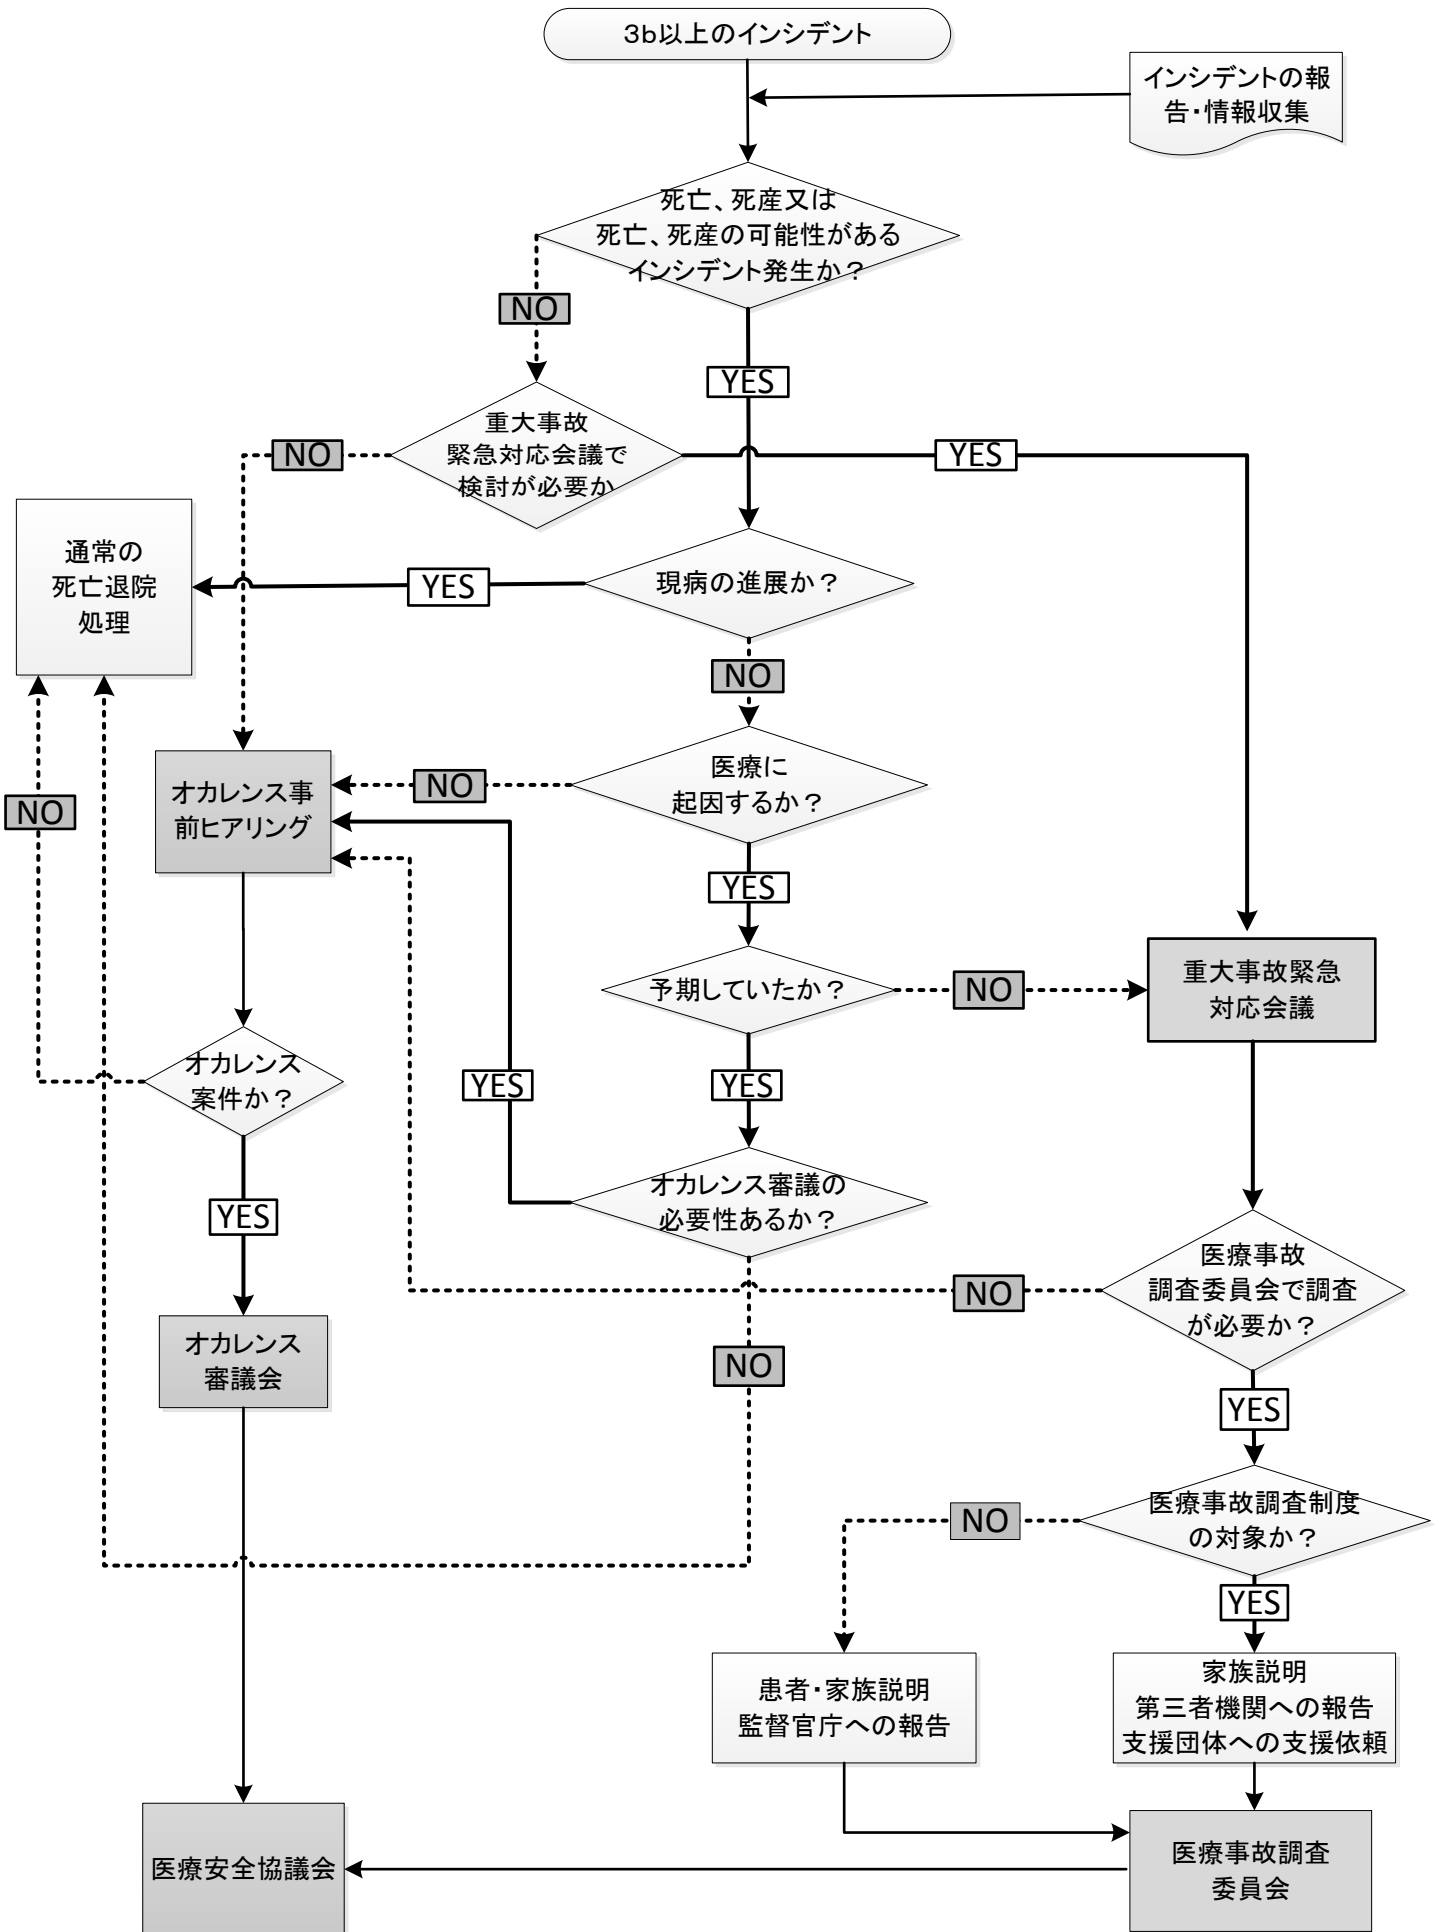 3b以上のインシデント
インシデントの報
告・情報収集
死亡、死産又は
死亡、死産の可能性がある
インシデント発生か？
NO
YES
重大事故
緊急対応会議で
検討が必要か
NO
YES
通常の
死亡退院
処理
現病の進展か？
YES
NO
医療に
起因するか？
NO
YES
オカレンス事
前ヒアリング
NO
予期していたか？
NO
YES
重大事故緊急
対応会議
オカレンス
案件か？
YES
YES
オカレンス審議の
必要性あるか？
NO
医療事故
調査委員会で調査
が必要か？
NO
YES
オカレンス
審議会
医療事故調査制度
の対象か？
NO
YES
患者・家族説明
監督官庁への報告
家族説明
第三者機関への報告
支援団体への支援依頼
医療安全協議会
医療事故調査
委員会